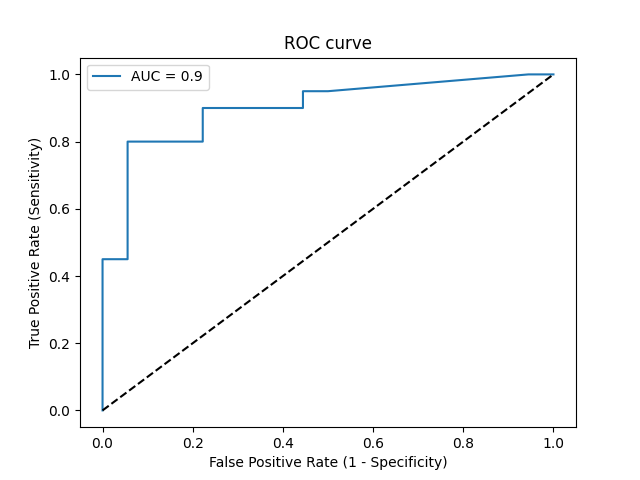 ROC curve
AUC = 0.9
True Positive Rate (Sensitivity)
1.0
0.8
0.6
0.4
0.2
0.0
0.0 0.2 0.4 0.6 0.8 1.0
False Positive Rate (1 - Specificity)